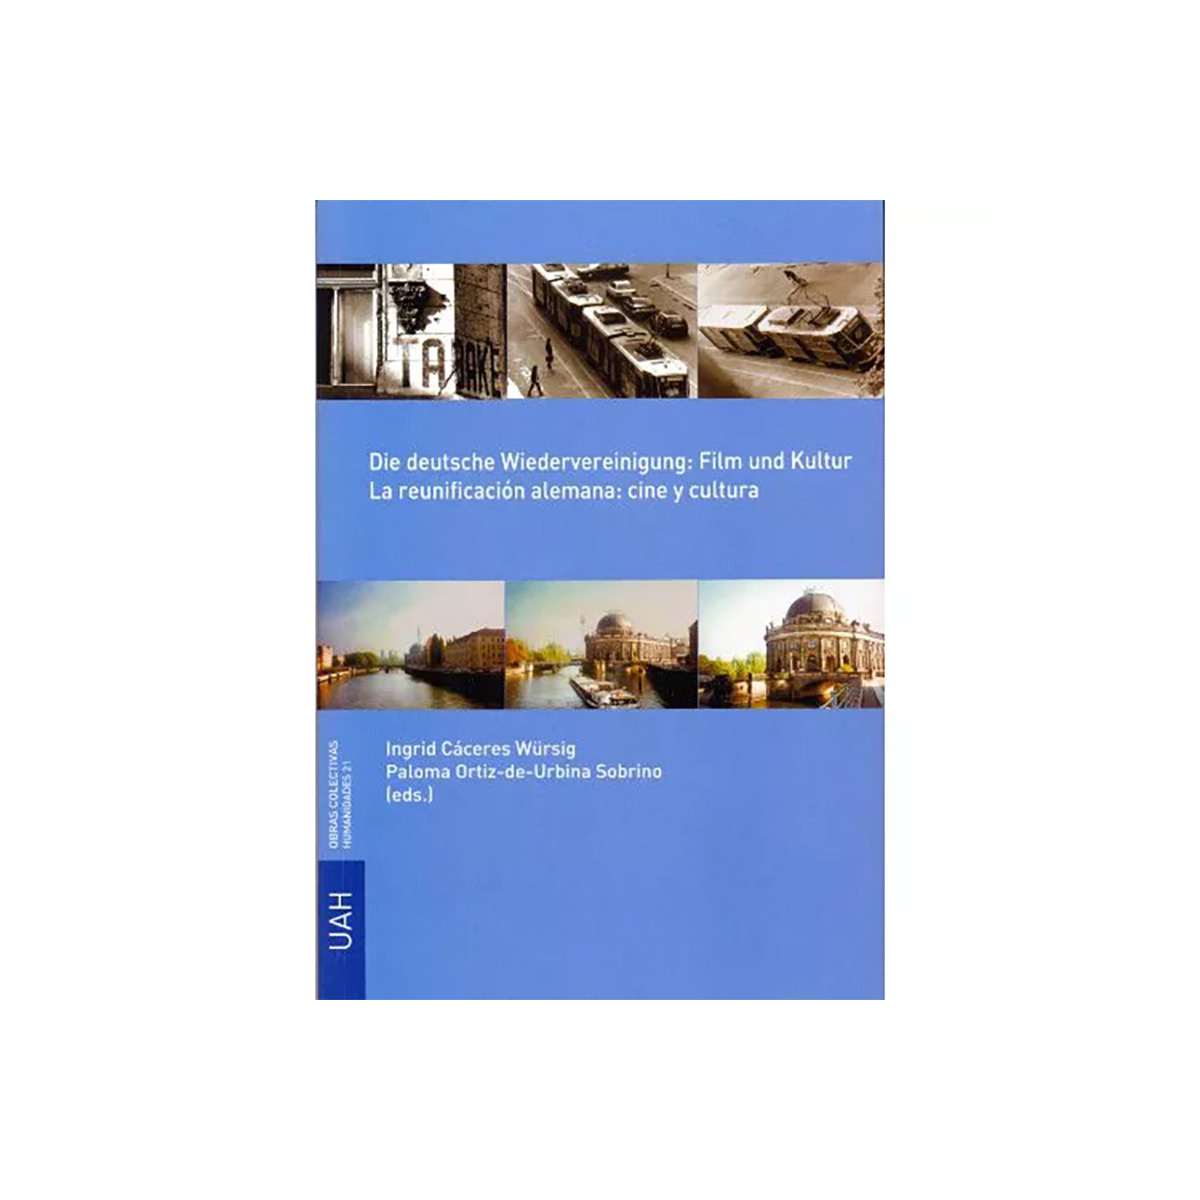 TABAKE
Die deutsche Wiedervereinigung: Film und Kultur
La reunificación alemana: cine y cultura
Ingrid Cáceres Würsig
Paloma Ortiz-de-Urbina Sobrino
(eds.)
OBRAS COLECTIVAS
HUMANIDADES 21
UAH